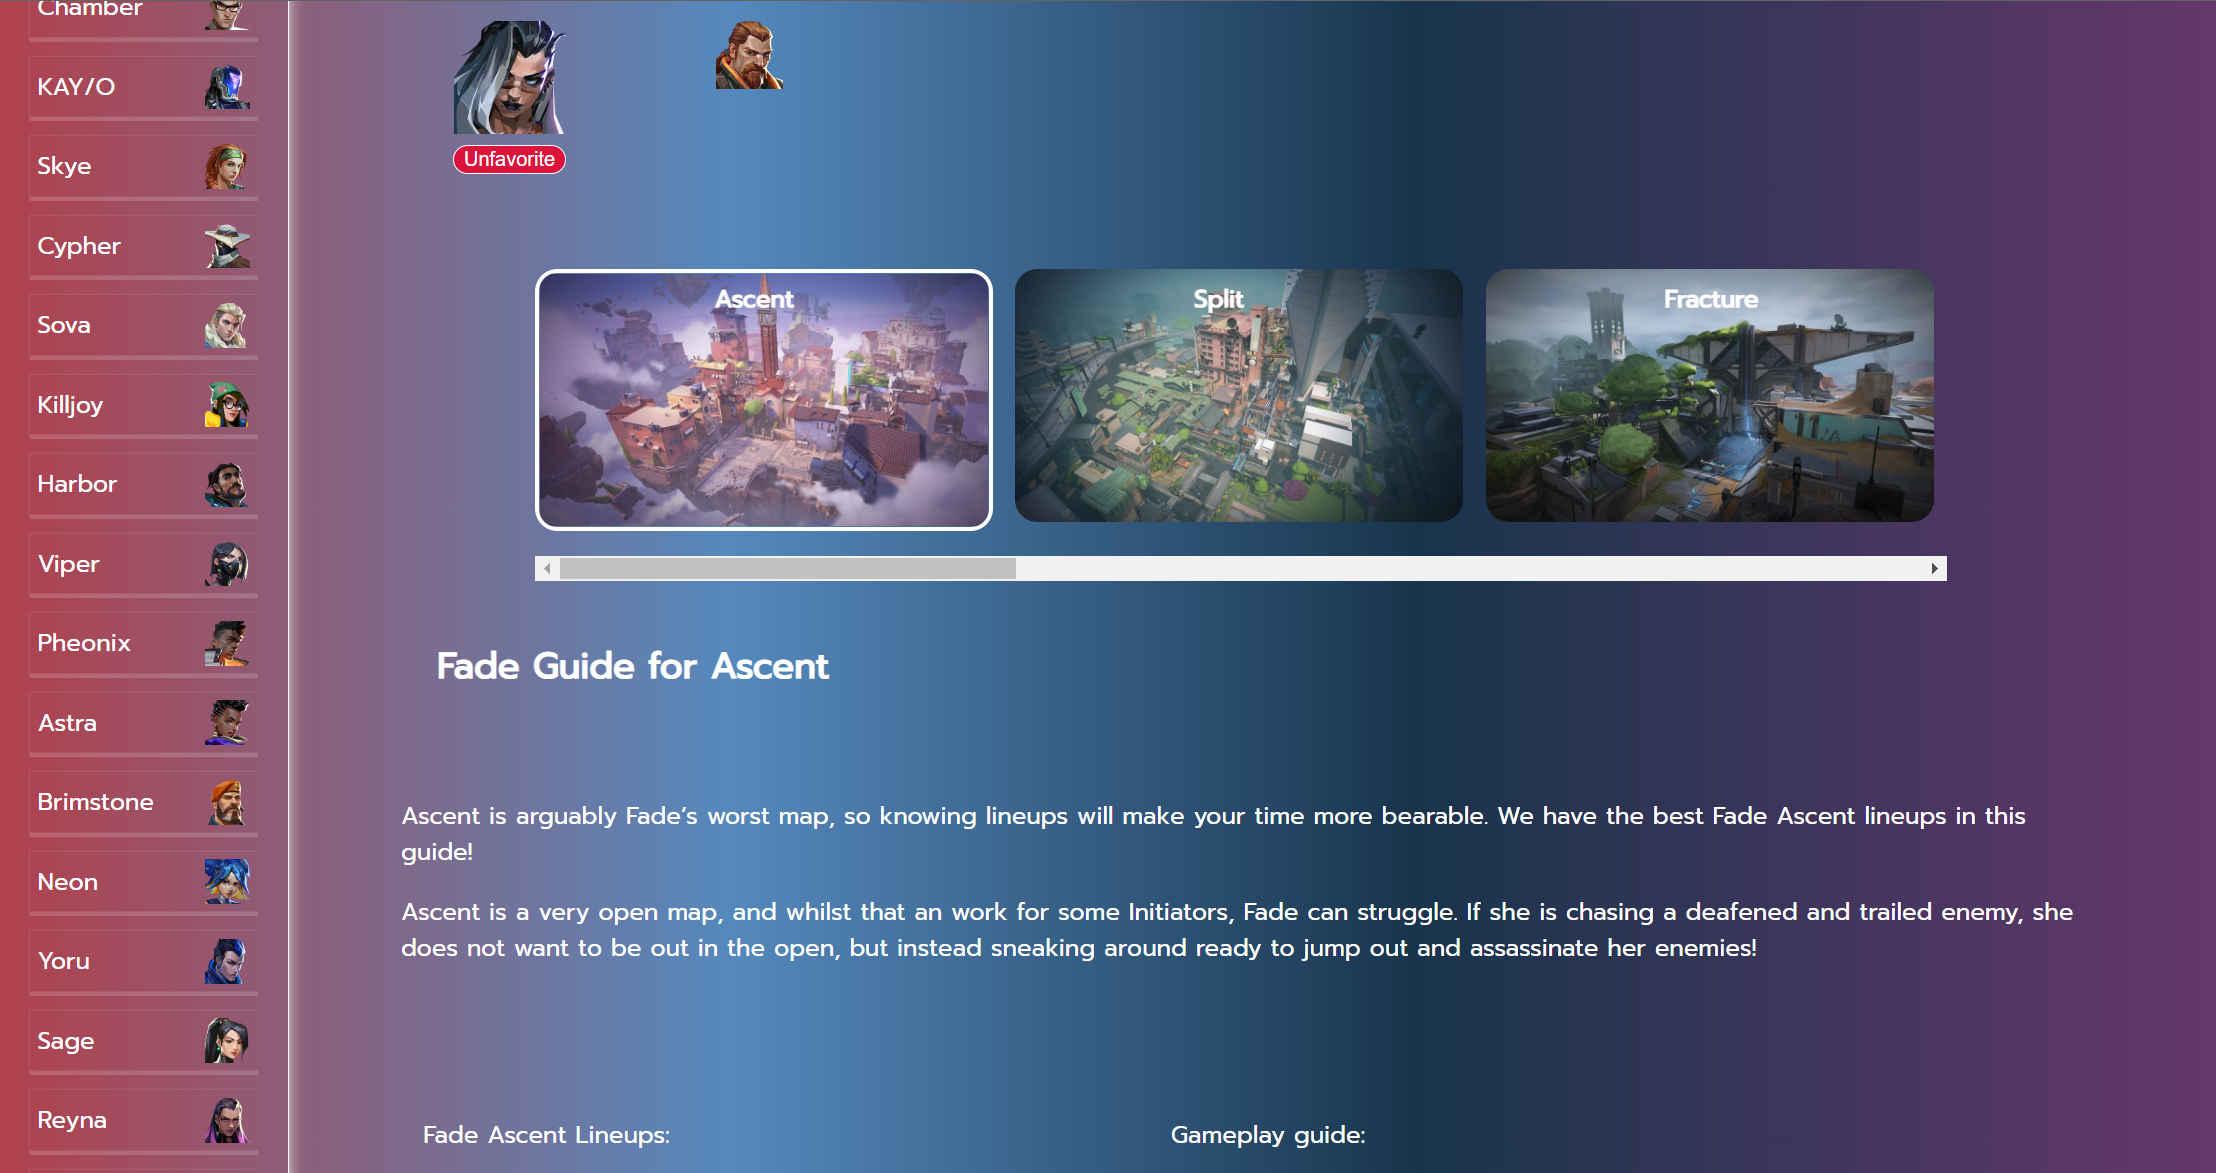 Chamber
KAY/O
Skye
Cypher
Sova
Killjoy
Harbor
Viper
Pheonix
Astra
Brimstone
Neon
Yoru
Sage
Reyna
Unfavorite
Ascent
Split
Fracture
Fade Guide for Ascent
Ascent is arguably Fade’s worst map, so knowing lineups will make your time more bearable. We have the best Fade Ascent lineups in this
guide!
Ascent is a very open map, and whilst that an work for some Initiators, Fade can struggle. If she is chasing a deafened and trailed enemy, she
does not want to be out in the open, but instead sneaking around ready to jump out and assassinate her enemies!
Fade Ascent Lineups:
Gameplay guide: